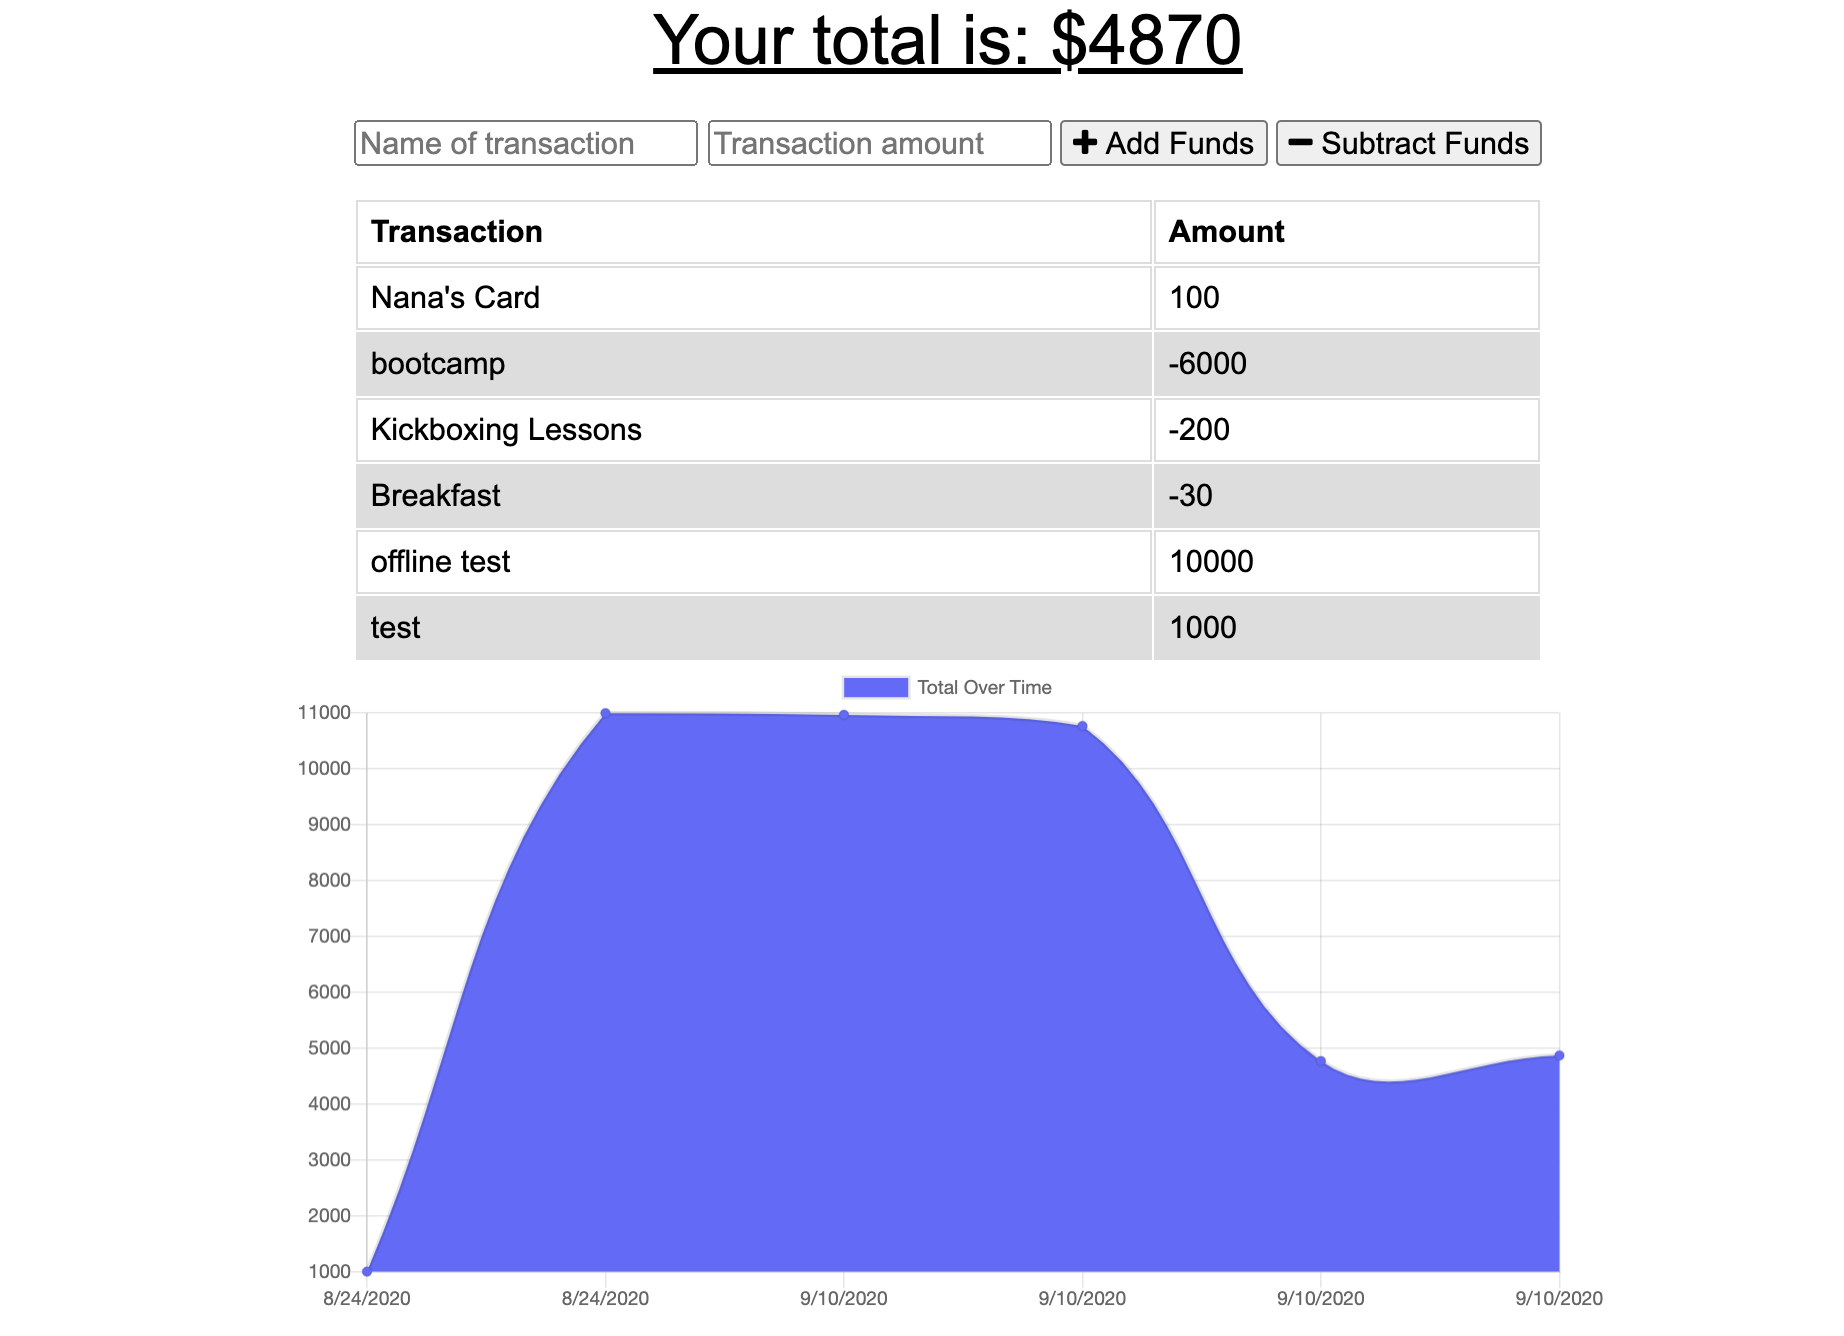 Your total is: $4870
Name of transaction Transaction amount + Add Funds − Subtract Funds
Transaction Amount
Nana's Card 100
bootcamp -6000
Kickboxing Lessons -200
Breakfast -30
offline test 10000
test 1000
Total Over Time
11000
10000
9000
8000
7000
6000
5000
4000
3000
2000
1000
8/24/2020 8/24/2020 9/10/2020 9/10/2020 9/10/2020 9/10/2020